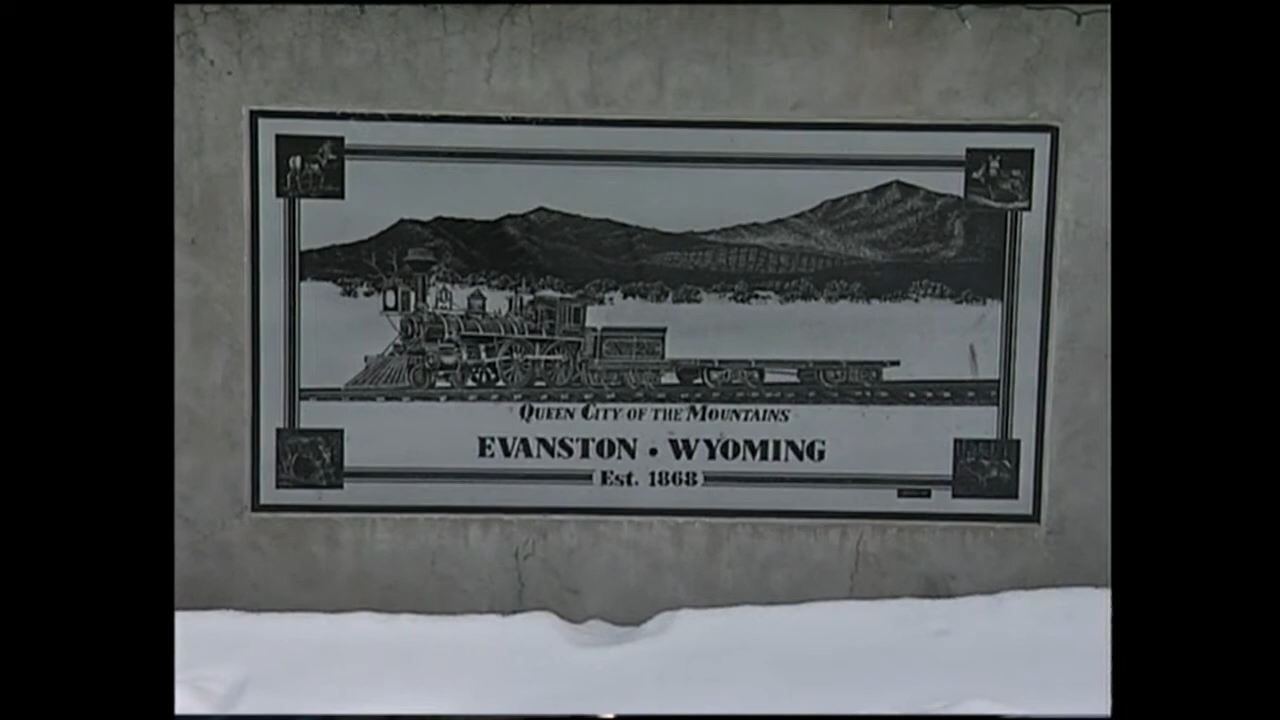 QUEEN CITY OF THE MOUNTAINS
EVANSTON • WYOMING
Est. 1868